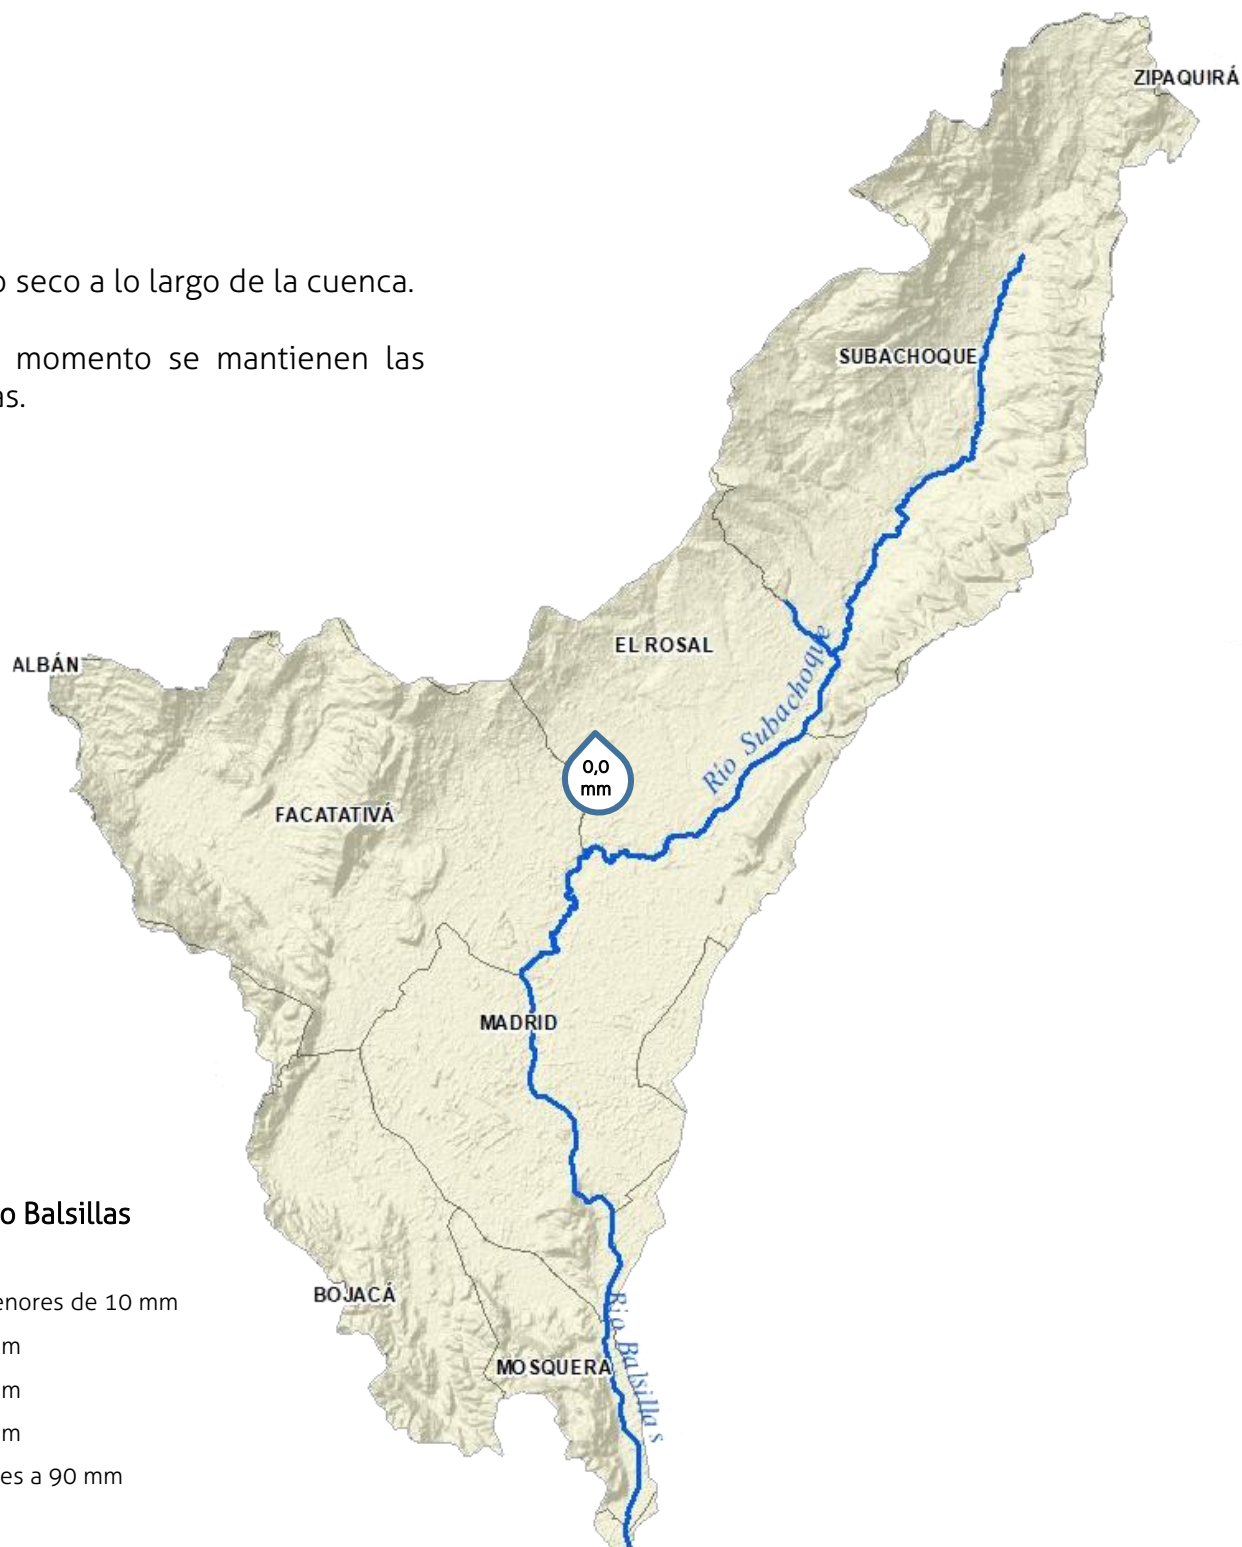 ZIPAQUIRÁ
o seco a lo largo de la cuenca.
momento se mantienen las
as.
SUBACHOQUE
EL ROSAL
ALBÁN
Río Subachoque
0,0
mm
FACATATIVÁ
MADRID
o Balsillas
BOJACÁ
enores de 10 mm
m
m
m
es a 90 mm
MOSQUERA
Río Balsillas